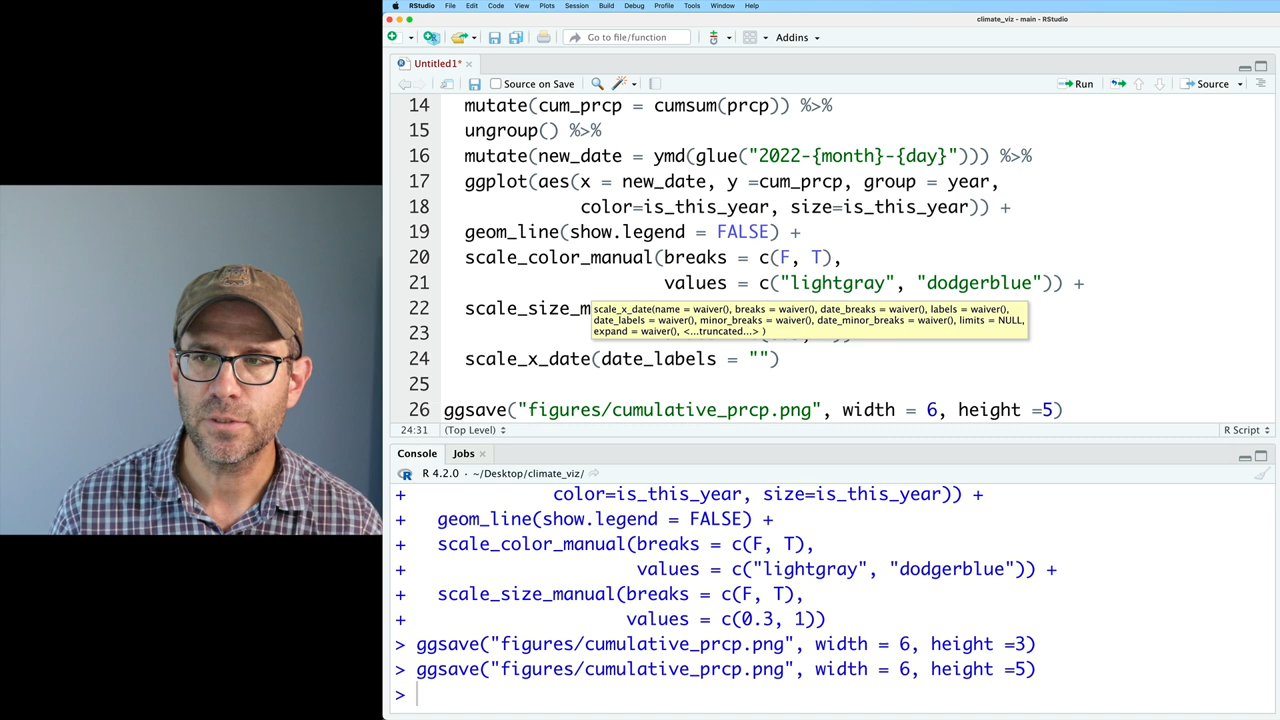 RStudio File Edit Code View Plots Session Build Debug Profile Tools Window Help
climate_viz - main - RStudio
Go to file/function Addins
Untitled1*
Source on Save Run Source
14 mutate(cum_prcp = cumsum(prcp)) %>%
15 ungroup() %>%
16 mutate(new_date = ymd(glue("2022-{month}-{day}"))) %>%
17 ggplot(aes(x = new_date, y =cum_prcp, group = year,
18 color=is_this_year, size=is_this_year)) +
19 geom_line(show.legend = FALSE) +
20 scale_color_manual(breaks = c(F, T),
21 values = c("lightgray", "dodgerblue")) +
22 scale_size_m
scale_x_date(name = waiver(), breaks = waiver(), date_breaks = waiver(), labels = waiver(),
date_labels = waiver(), minor_breaks = waiver(), date_minor_breaks = waiver(), limits = NULL,
expand = waiver(), <...truncated...> )
23
24 scale_x_date(date_labels = "")
25
26 ggsave("figures/cumulative_prcp.png", width = 6, height =5)
24:31 (Top Level) R Script
Console Jobs
R 4.2.0 · ~/Desktop/climate_viz/
+ color=is_this_year, size=is_this_year)) +
+ geom_line(show.legend = FALSE) +
+ scale_color_manual(breaks = c(F, T),
+ values = c("lightgray", "dodgerblue")) +
+ scale_size_manual(breaks = c(F, T),
+ values = c(0.3, 1))
> ggsave("figures/cumulative_prcp.png", width = 6, height =3)
> ggsave("figures/cumulative_prcp.png", width = 6, height =5)
>